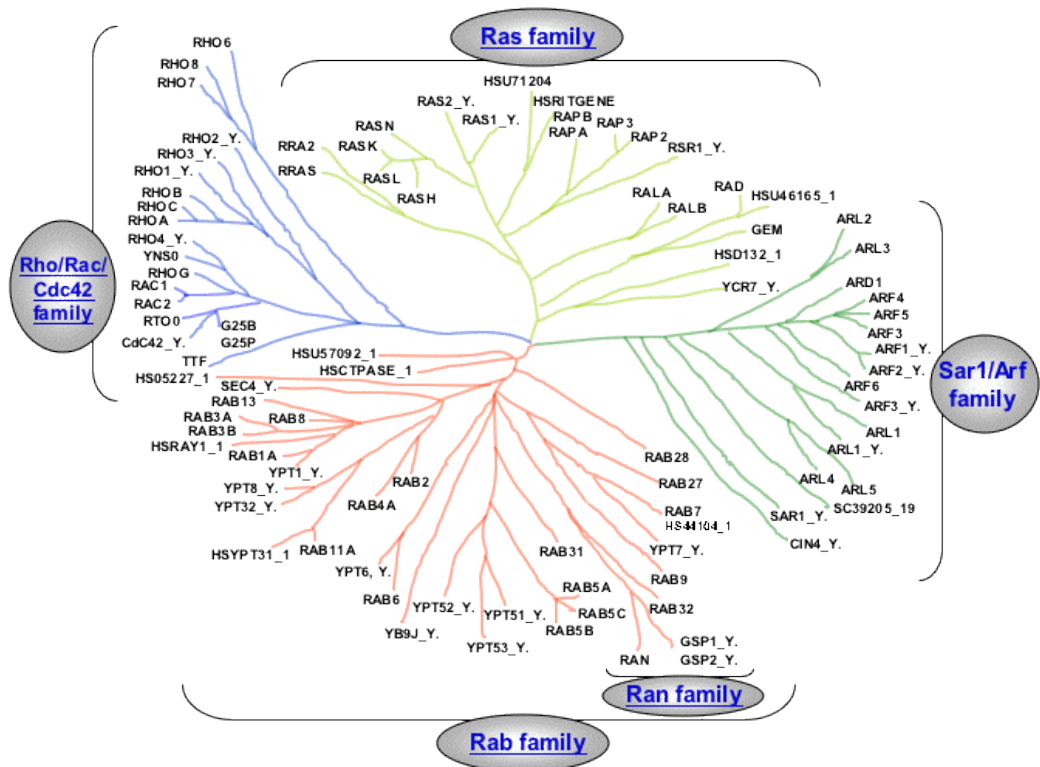 Ras family
RHO6
RHO8
RHO7
RHO2_Y.
RHO3_Y.
RHO1_Y.
RHOB
RHOC
RHOA
RHO4_Y.
YNS0
RHOG
RAC1
RAC2
RTO0
G25B
G25P
CdC42_Y.
TTF
Rho/Rac/
Cdc42
family
HSU71204
HSRITGENE
RAS2_Y.
RAS1_Y.
RAPB
RAPA
RAP3
RAP2
RSR1_Y.
RASN
RASK
RASL
RASH
RRA2
RRAS
RALA
RALB
RAD
HSU46165_1
GEM
HSD132_1
YCR7_Y.
ARL2
ARL3
ARD1
ARF4
ARF5
ARF3
ARF1_Y.
ARF2_Y.
ARF6
ARF3_Y.
ARL1
ARL1_Y.
ARL4
ARL5
SC39205_19
SAR1_Y.
CIN4_Y.
Sar1/Arf
family
HSU57092_1
HSCTPASE_1
HS05227_1
SEC4_Y.
RAB13
RAB3A
RAB8
RAB3B
HSRAY1_1
RAB1A
YPT1_Y.
YPT8_Y.
YPT32_Y.
HSYPT31_1
RAB11A
RAB4A
RAB2
YPT6, Y.
RAB6
YB9J_Y.
YPT52_Y.
YPT51_Y.
YPT53_Y.
RAB5A
RAB5C
RAB5B
RAB31
RAB28
RAB27
RAB7
HS44104_1
YPT7_Y.
RAB9
RAB32
RAN
GSP1_Y.
GSP2_Y.
Ran family
Rab family